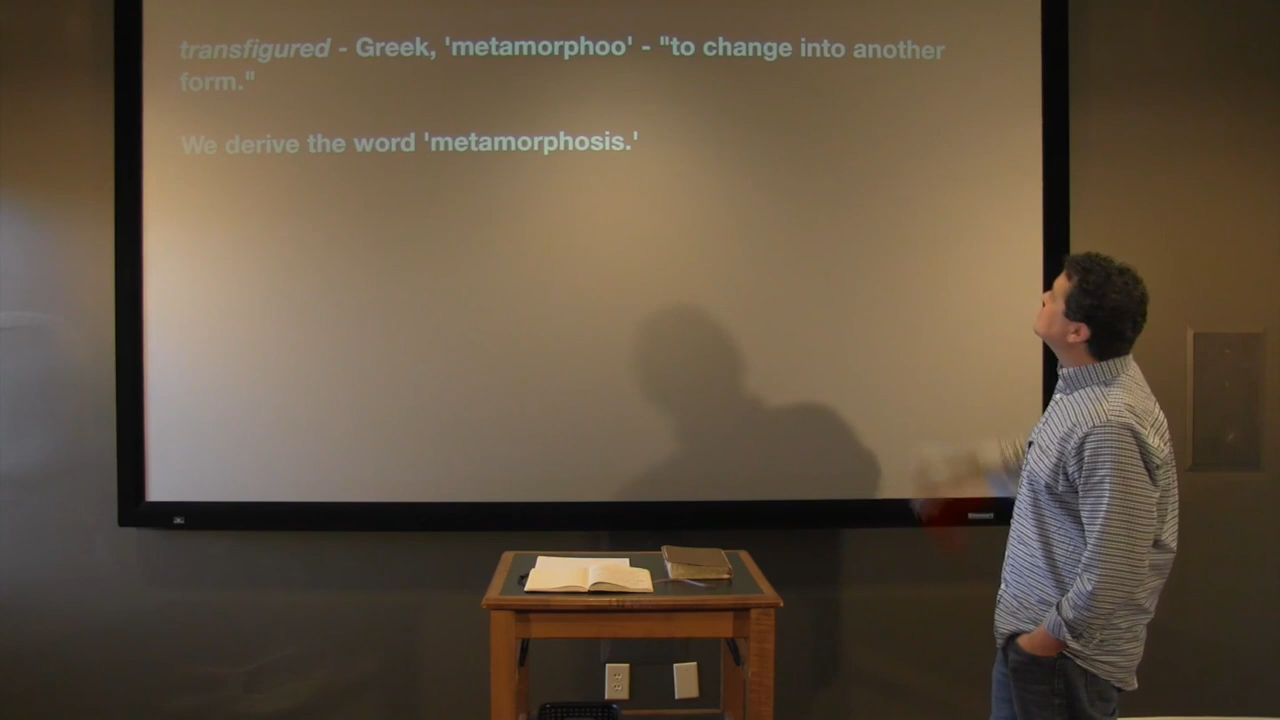 transfigured - Greek, 'metamorphoo' - "to change into another
form."
We derive the word 'metamorphosis.'